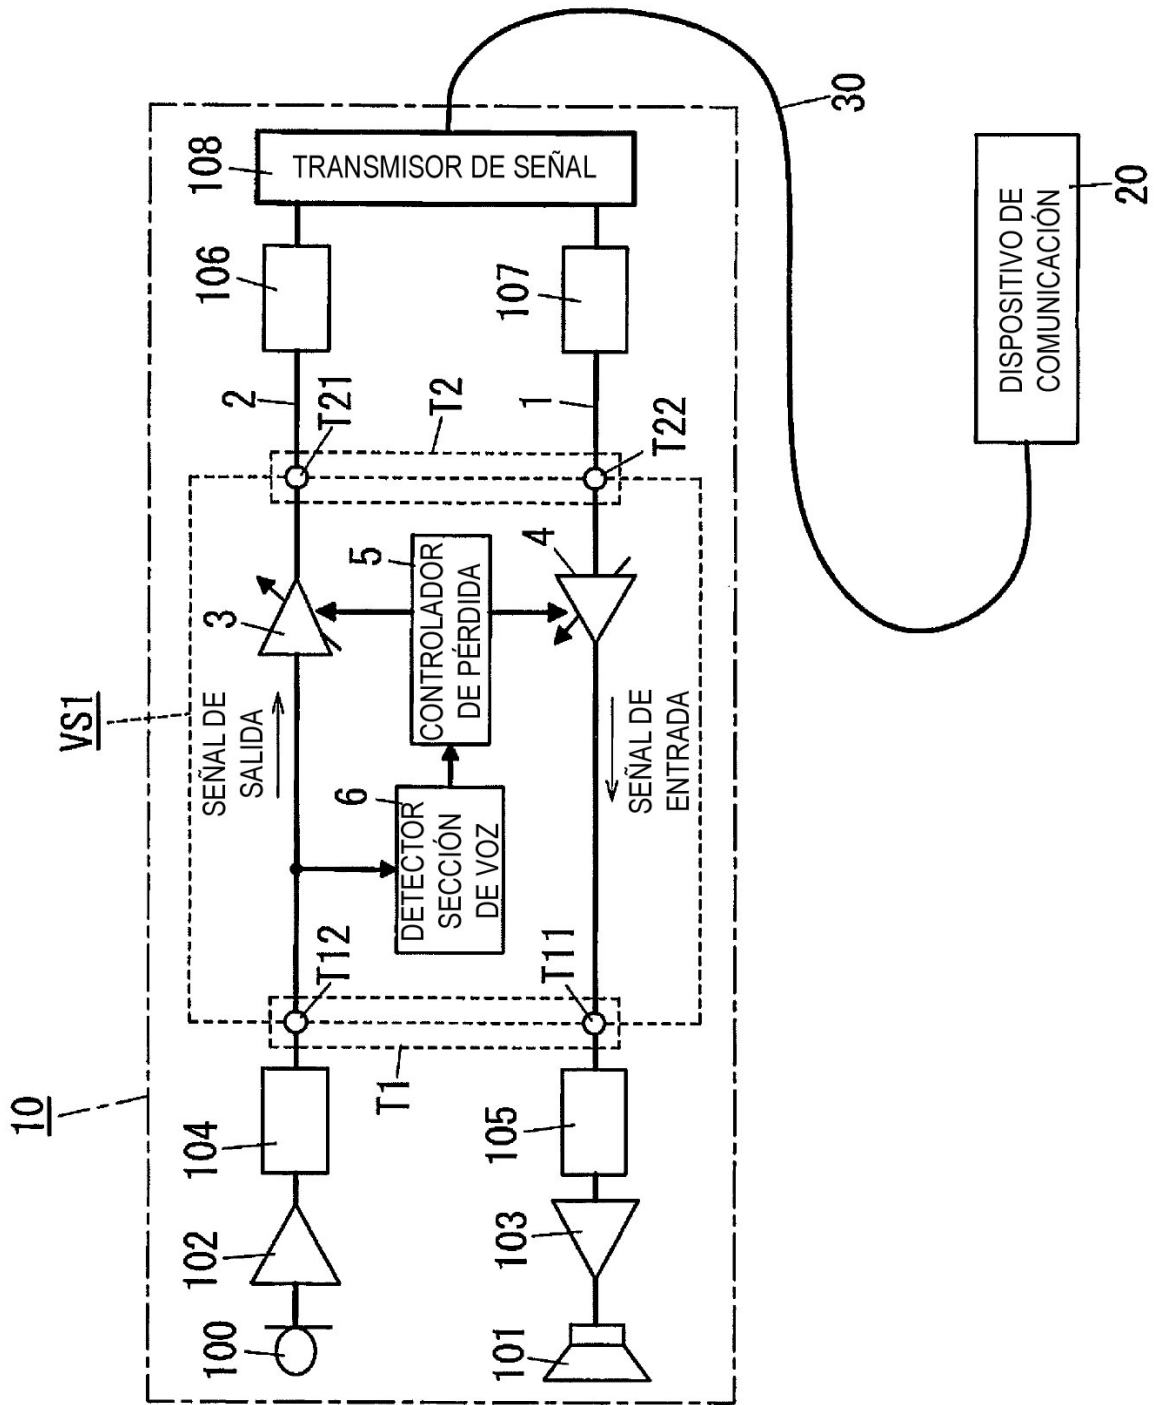 10
VS1
SEÑAL DE
SALIDA
100
102
104
T12
3
T21
2
106
108
TRANSMISOR DE SEÑAL
T1
6
DETECTOR
SECCIÓN
DE VOZ
5
CONTROLADOR
DE PÉRDIDA
T2
101
103
105
T11
4
T22
1
107
SEÑAL DE
ENTRADA
30
DISPOSITIVO DE
COMUNICACIÓN
20